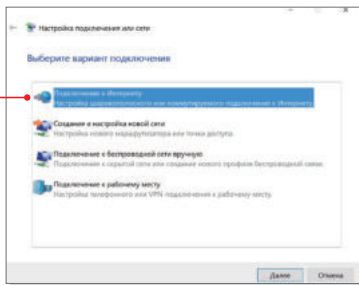 Настройка подключения или сети
Выберите вариант подключения
Подключение к Интернету
Настройка широкополосного или коммутируемого подключения к Интернету.
Создание и настройка новой сети
Настройка нового маршрутизатора или точки доступа.
Подключение к беспроводной сети вручную
Подключение к скрытой сети или создание нового профиля беспроводной связи.
Подключение к рабочему месту
Настройка телефонного или VPN-подключения к рабочему месту.
Далее
Отмена